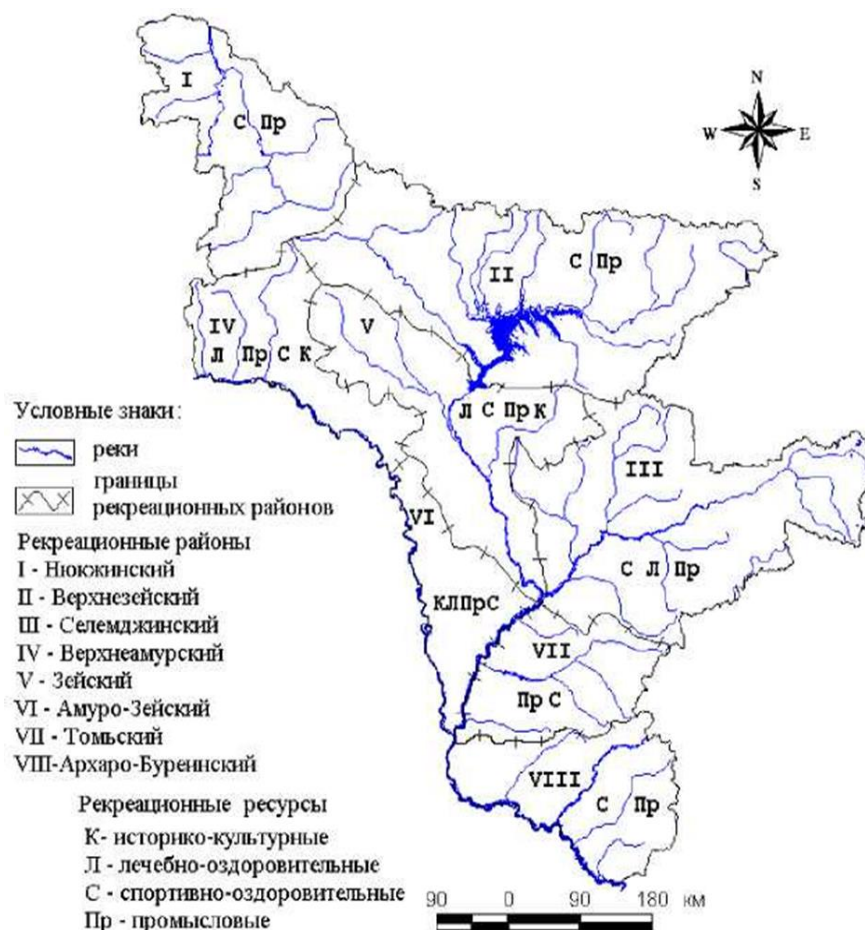 N
W E
S
I
С Пр
II
С Пр
IV
Л Пр С К
V
Л С Пр К
III
VI
С Л Пр
КЛПрС
VII
Пр С
VIII
С Пр
Условные знаки:
реки
границы
рекреационных районов
Рекреационные районы
I - Нюкжинский
II - Верхнезейский
III - Селемджинский
IV - Верхнеамурский
V - Зейский
VI - Амуро-Зейский
VII - Томьский
VIII-Архаро-Буреинский
Рекреационные ресурсы
К- историко-культурные
Л - лечебно-оздоровительные
С - спортивно-оздоровительные
Пр - промысловые
90 0 90 180 км